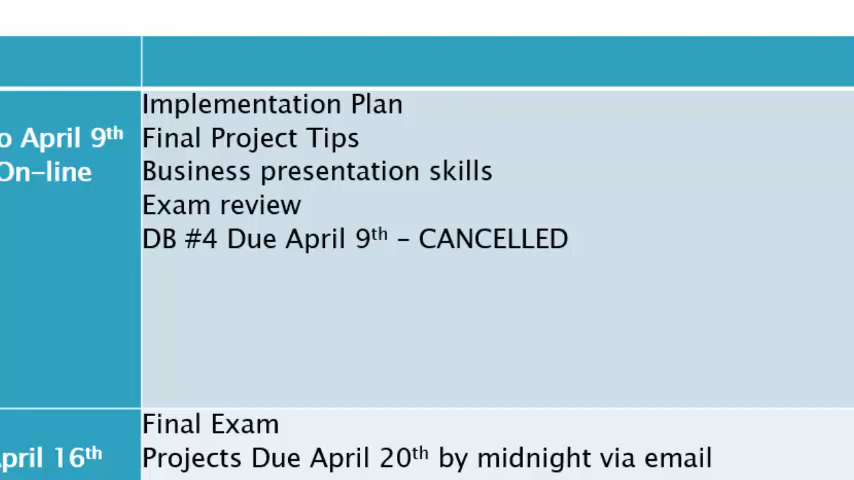 Implementation Plan
o April 9th Final Project Tips
On-line Business presentation skills
Exam review
DB #4 Due April 9th – CANCELLED
Final Exam
April 16th Projects Due April 20th by midnight via email